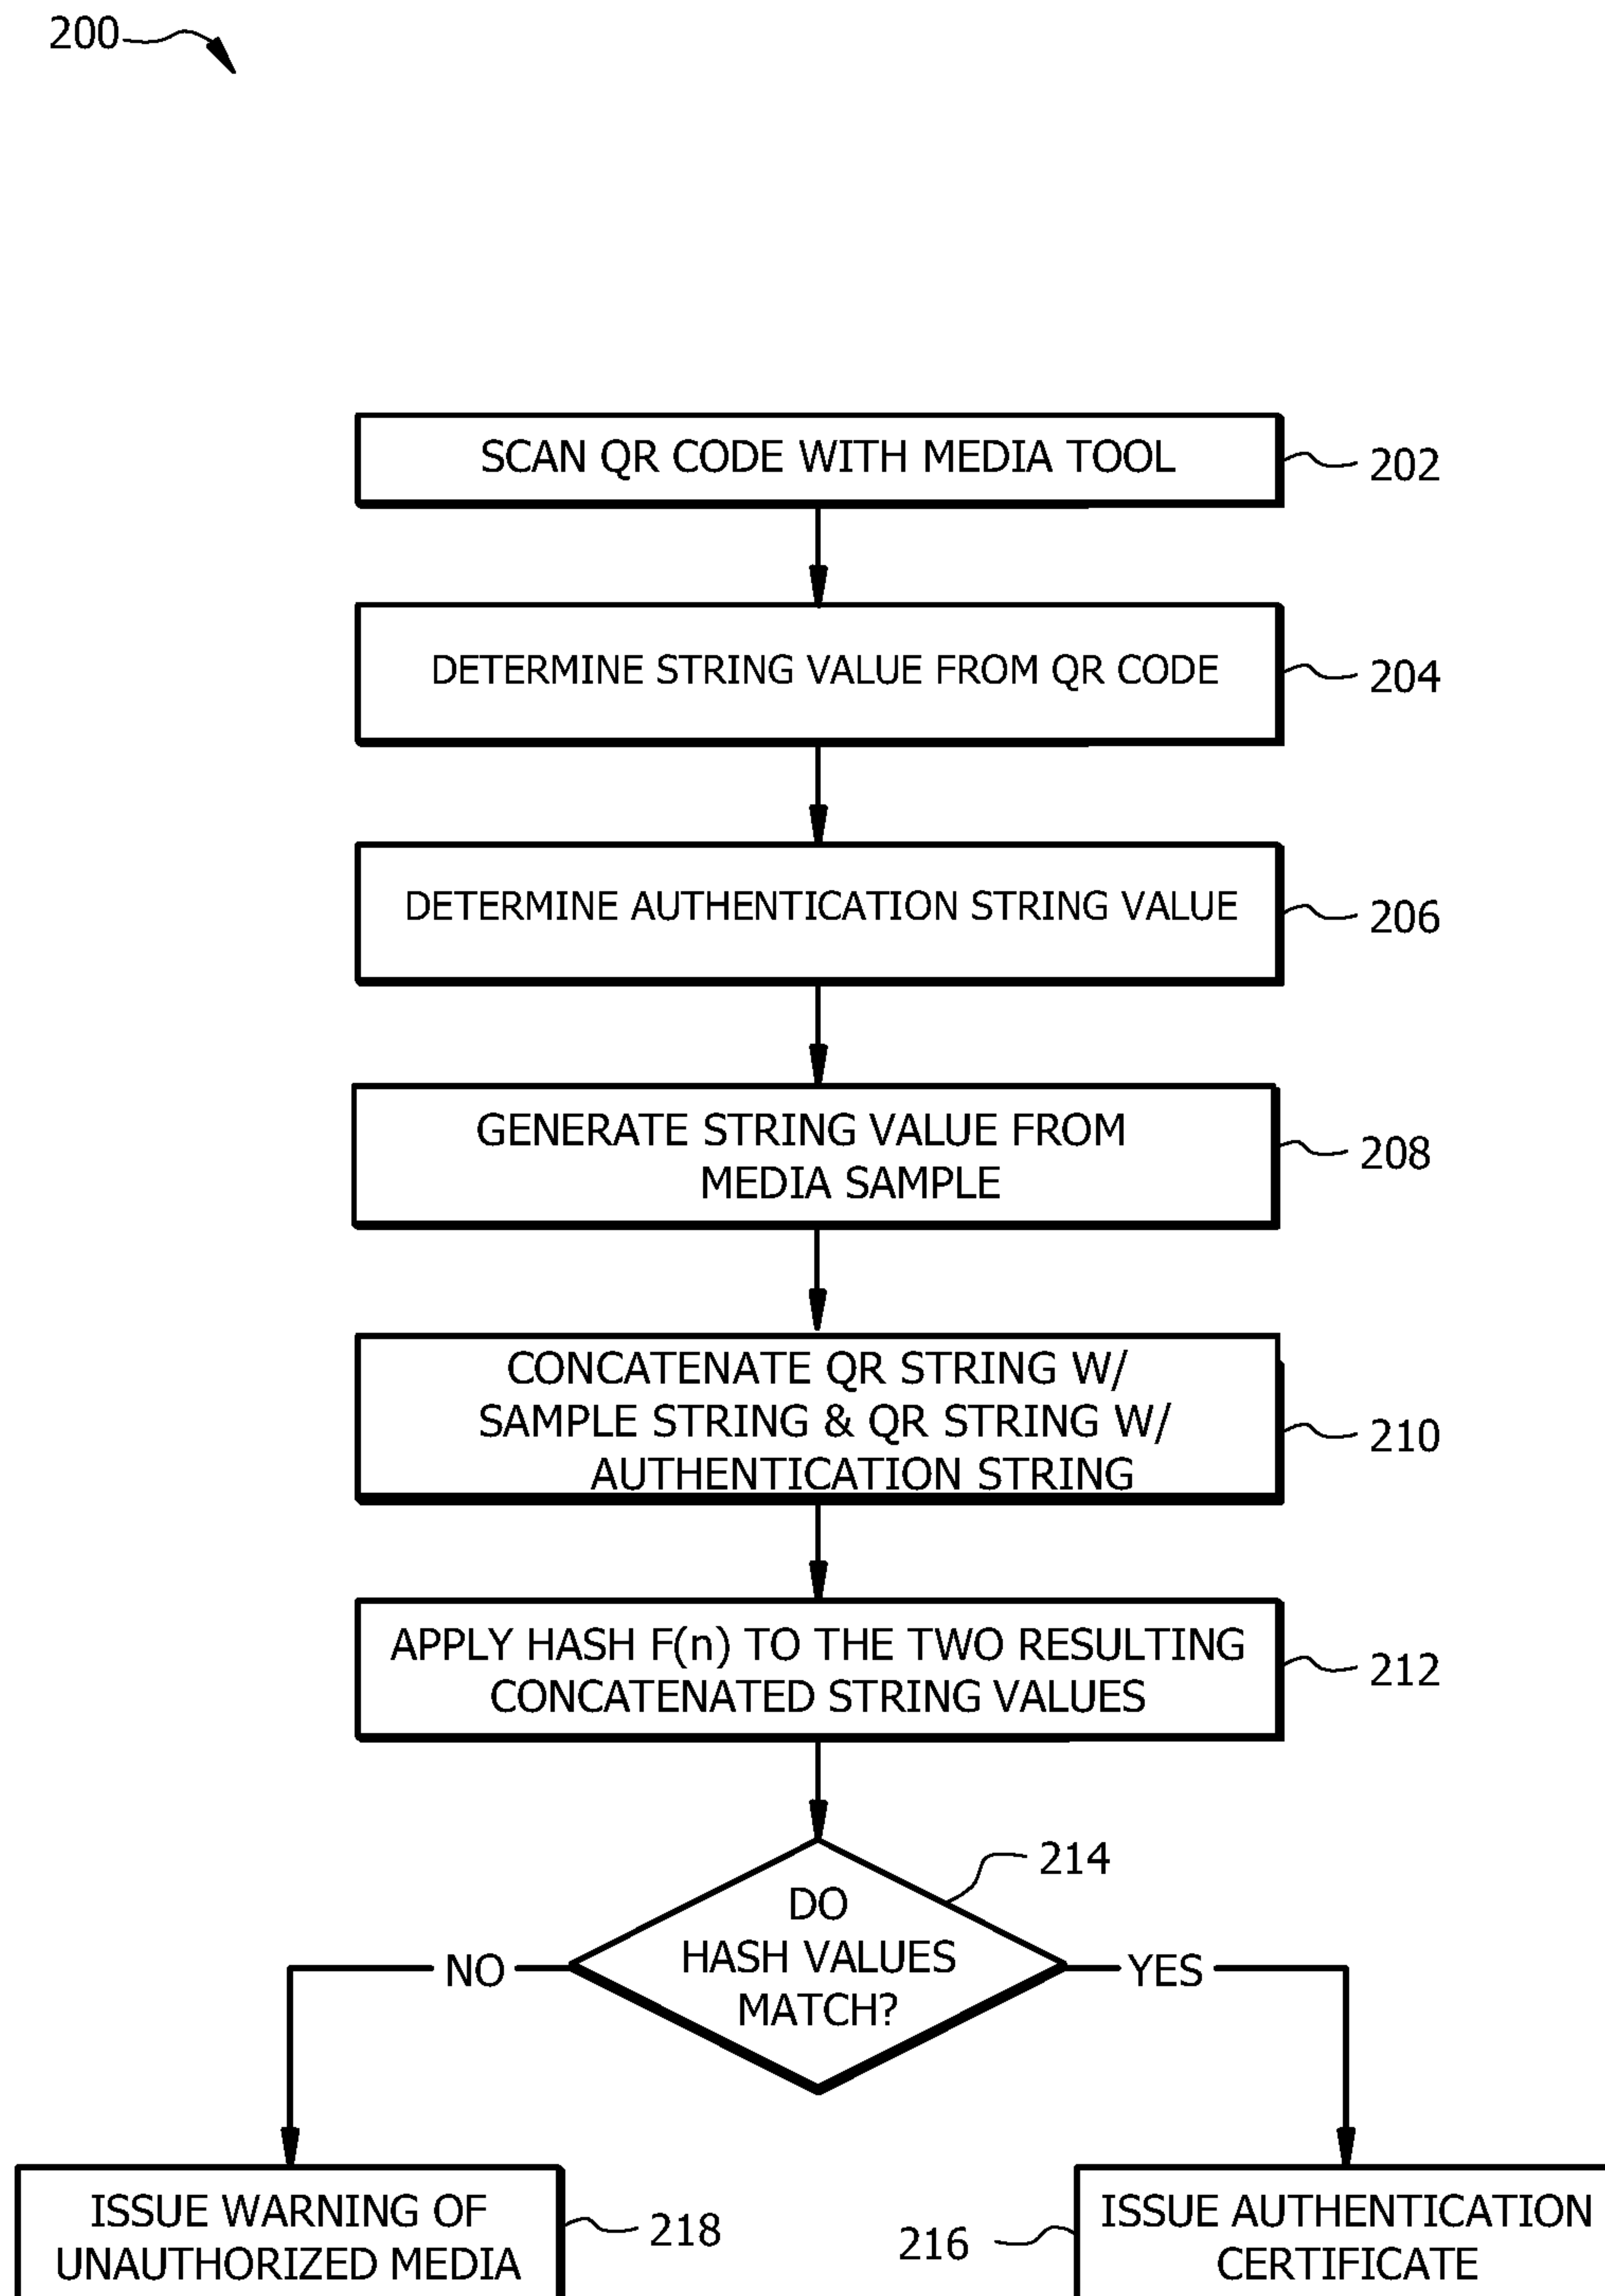 200
SCAN QR CODE WITH MEDIA TOOL
202
DETERMINE STRING VALUE FROM QR CODE
204
DETERMINE AUTHENTICATION STRING VALUE
206
GENERATE STRING VALUE FROM
MEDIA SAMPLE
208
CONCATENATE QR STRING W/
SAMPLE STRING & QR STRING W/
AUTHENTICATION STRING
210
APPLY HASH F(n) TO THE TWO RESULTING
CONCATENATED STRING VALUES
212
214
DO
HASH VALUES
MATCH?
NO
YES
ISSUE WARNING OF
UNAUTHORIZED MEDIA
218
216
ISSUE AUTHENTICATION
CERTIFICATE